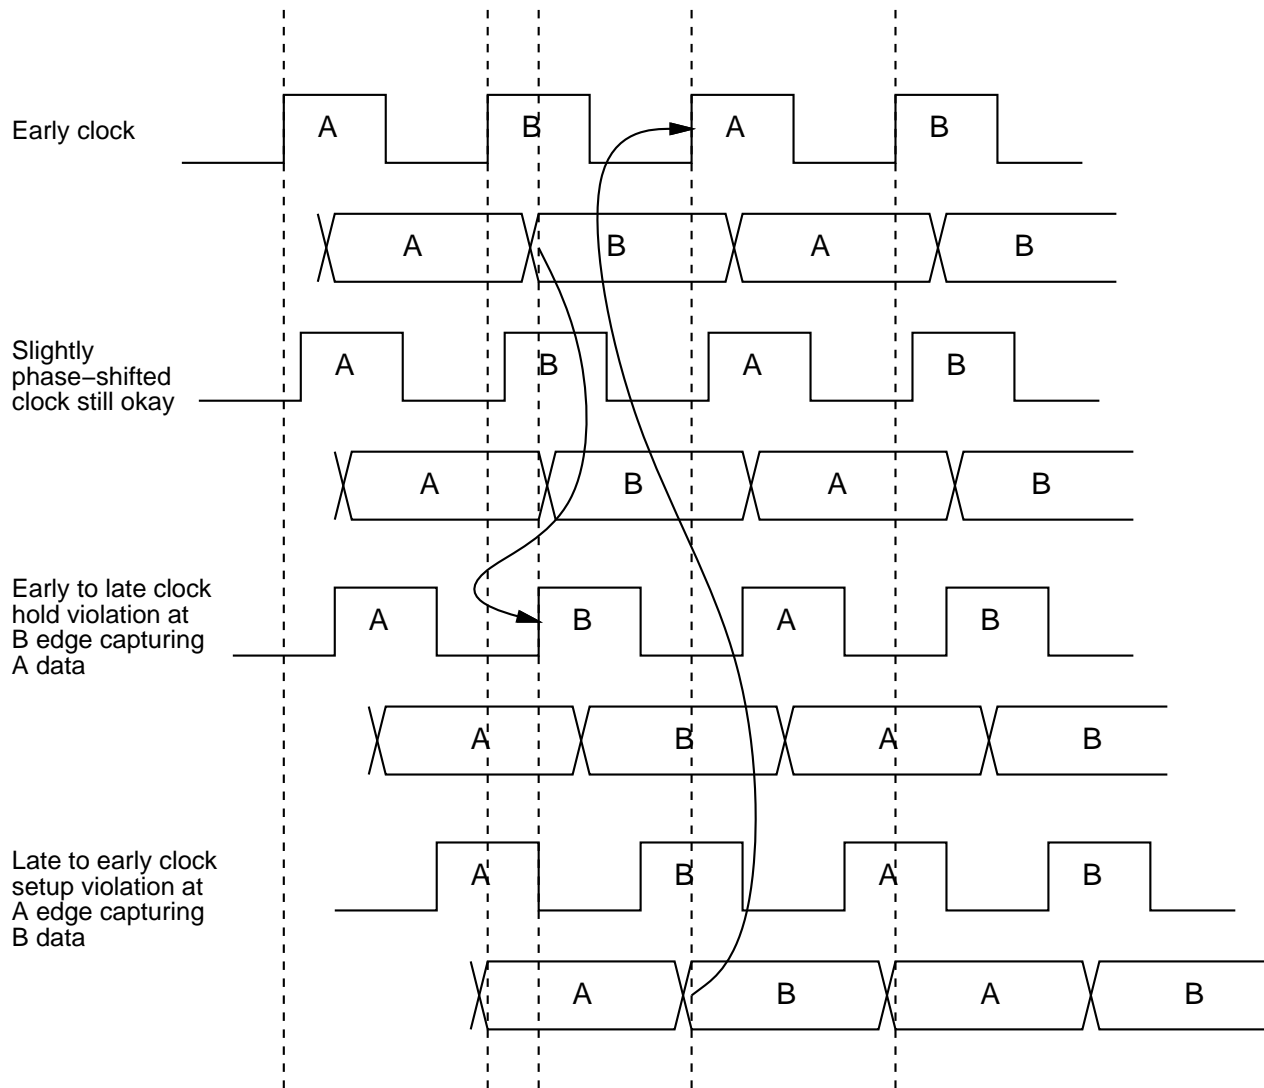 Early clock
A B A B
A B A B
Slightly
phase−shifted
clock still okay
A B A B
A B A B
Early to late clock
hold violation at
B edge capturing
A data
A B A B
A B A B
Late to early clock
setup violation at
A edge capturing
B data
A B A B
A B A B